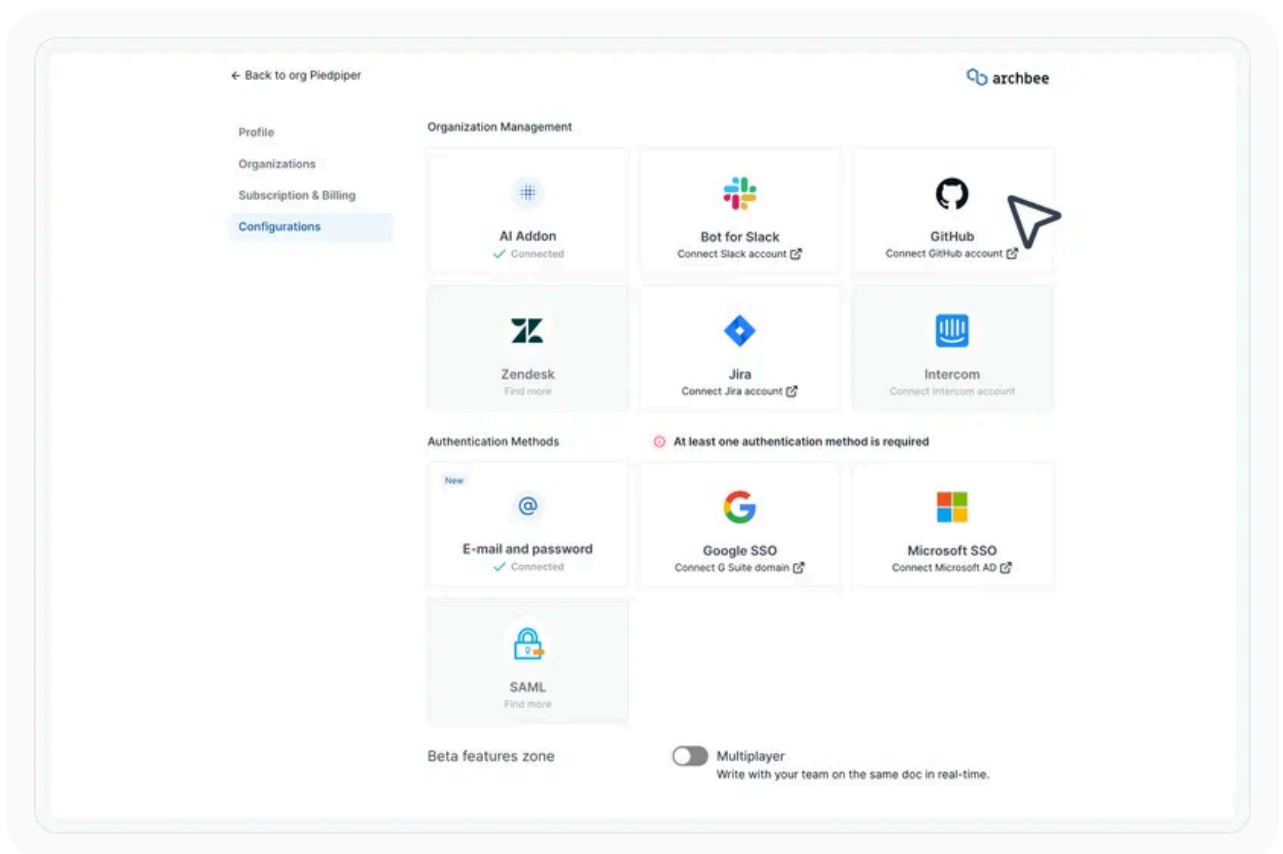 ← Back to org Piedpiper
archbee
Profile
Organizations
Subscription & Billing
Configurations
Organization Management
AI Addon
Connected
Bot for Slack
Connect Slack account
GitHub
Connect GitHub account
Zendesk
Find more
Jira
Connect Jira account
Intercom
Connect Intercom account
Authentication Methods
At least one authentication method is required
New
E-mail and password
Connected
Google SSO
Connect G Suite domain
Microsoft SSO
Connect Microsoft AD
SAML
Find more
Beta features zone
Multiplayer
Write with your team on the same doc in real-time.